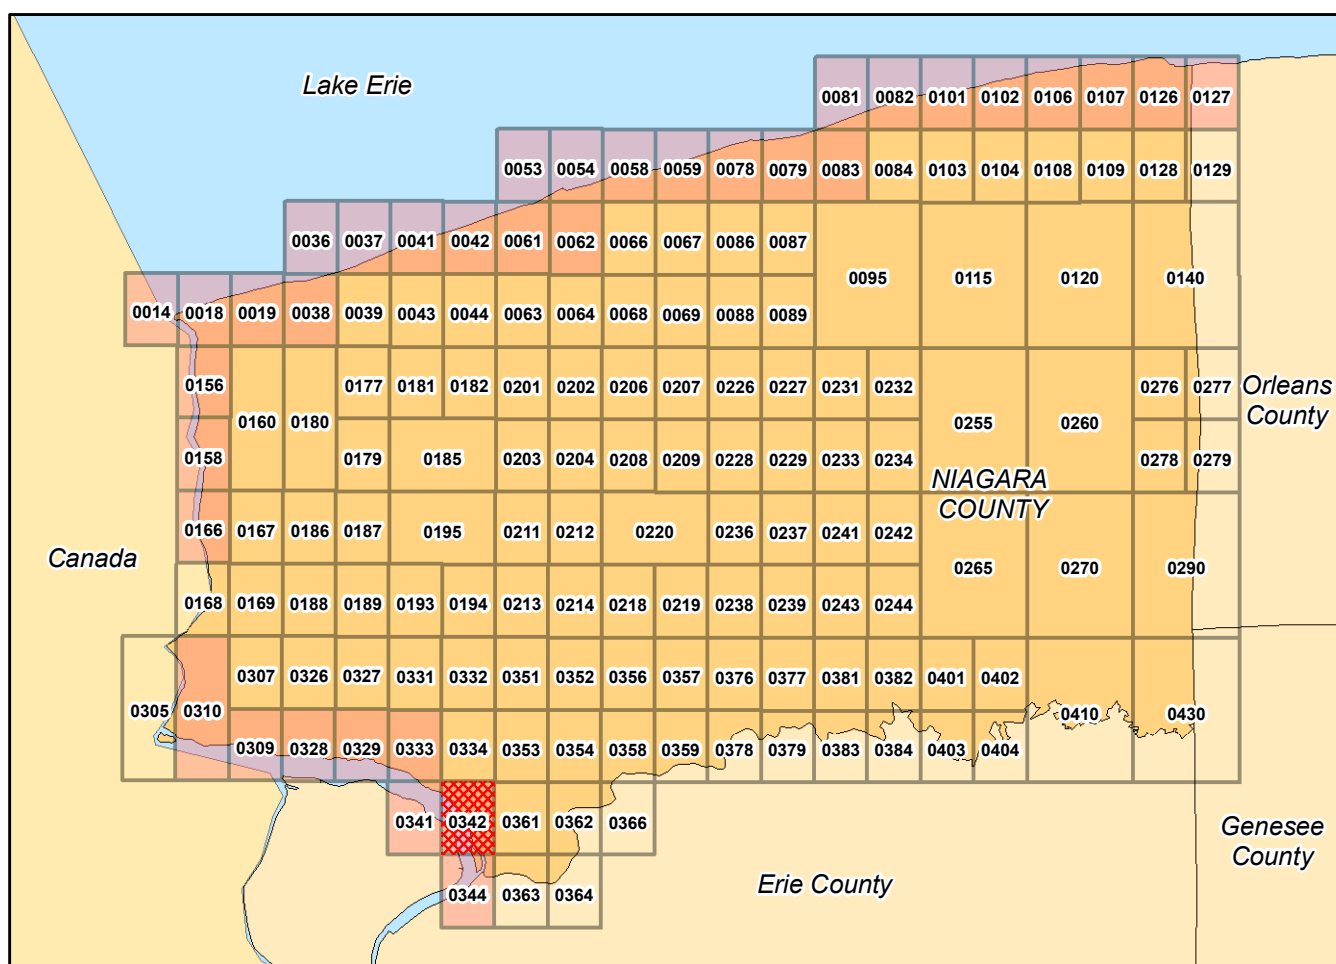 Lake Erie
0081 0082 0101 0102 0106 0107 0126 0127
0053 0054 0058 0059 0078 0079 0083 0084 0103 0104 0108 0109 0128 0129
0036 0037 0041 0042 0061 0062 0066 0067 0086 0087
0095 0115 0120 0140
0014 0018 0019 0038 0039 0043 0044 0063 0064 0068 0069 0088 0089
0156 0177 0181 0182 0201 0202 0206 0207 0226 0227 0231 0232 0276 0277
Orleans
County
0160 0180 0255 0260
0158 0179 0185 0203 0204 0208 0209 0228 0229 0233 0234 0278 0279
NIAGARA
COUNTY
0166 0167 0186 0187 0195 0211 0212 0220 0236 0237 0241 0242
Canada
0265 0270 0290
0168 0169 0188 0189 0193 0194 0213 0214 0218 0219 0238 0239 0243 0244
0307 0326 0327 0331 0332 0351 0352 0356 0357 0376 0377 0381 0382 0401 0402
0305 0310 0410 0430
0309 0328 0329 0333 0334 0353 0354 0358 0359 0378 0379 0383 0384 0403 0404
0341 0342 0361 0362 0366
Genesee
County
Erie County
0344 0363 0364